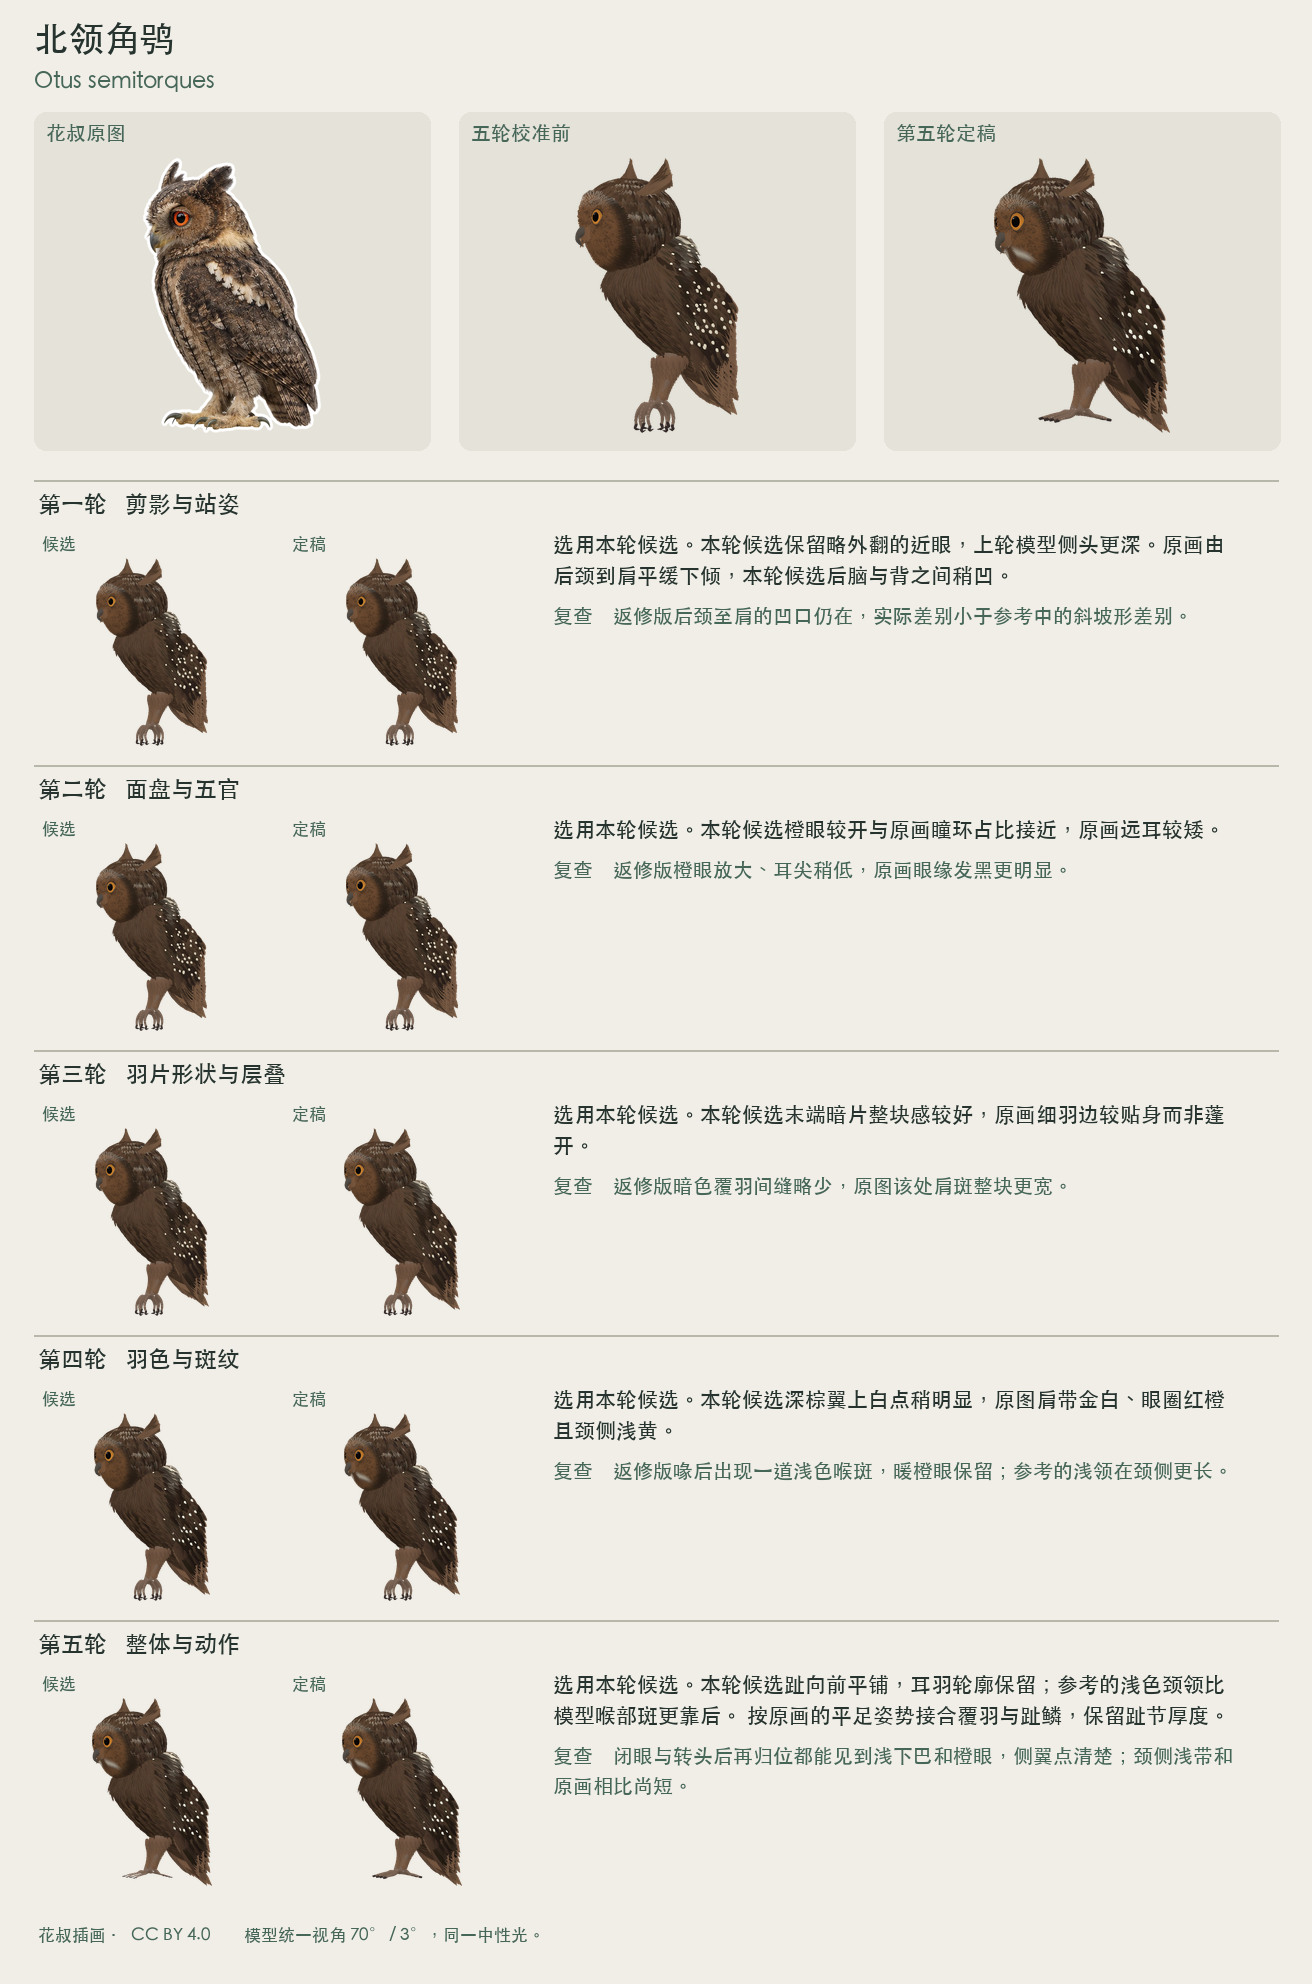 北领角鸮
Otus semitorques
花叔原图
五轮校准前
第五轮定稿
第一轮 剪影与站姿
候选
定稿
选用本轮候选。本轮候选保留略外翻的近眼，上轮模型侧头更深。原画由
后颈到肩平缓下倾，本轮候选后脑与背之间稍凹。
复查 返修版后颈至肩的凹口仍在，实际差别小于参考中的斜坡形差别。
第二轮 面盘与五官
候选
定稿
选用本轮候选。本轮候选橙眼较开与原画瞳环占比接近，原画远耳较矮。
复查 返修版橙眼放大、耳尖稍低，原画眼缘发黑更明显。
第三轮 羽片形状与层叠
候选
定稿
选用本轮候选。本轮候选末端暗片整块感较好，原画细羽边较贴身而非蓬
开。
复查 返修版暗色覆羽间缝略少，原图该处肩斑整块更宽。
第四轮 羽色与斑纹
候选
定稿
选用本轮候选。本轮候选深棕翼上白点稍明显，原图肩带金白、眼圈红橙
且颈侧浅黄。
复查 返修版喙后出现一道浅色喉斑，暖橙眼保留；参考的浅领在颈侧更长。
第五轮 整体与动作
候选
定稿
选用本轮候选。本轮候选趾向前平铺，耳羽轮廓保留；参考的浅色颈领比
模型喉部斑更靠后。 按原画的平足姿势接合覆羽与趾鳞，保留趾节厚度。
复查 闭眼与转头后再归位都能见到浅下巴和橙眼，侧翼点清楚；颈侧浅带和
原画相比尚短。
花叔插画 · CC BY 4.0 模型统一视角 70° / 3°，同一中性光。